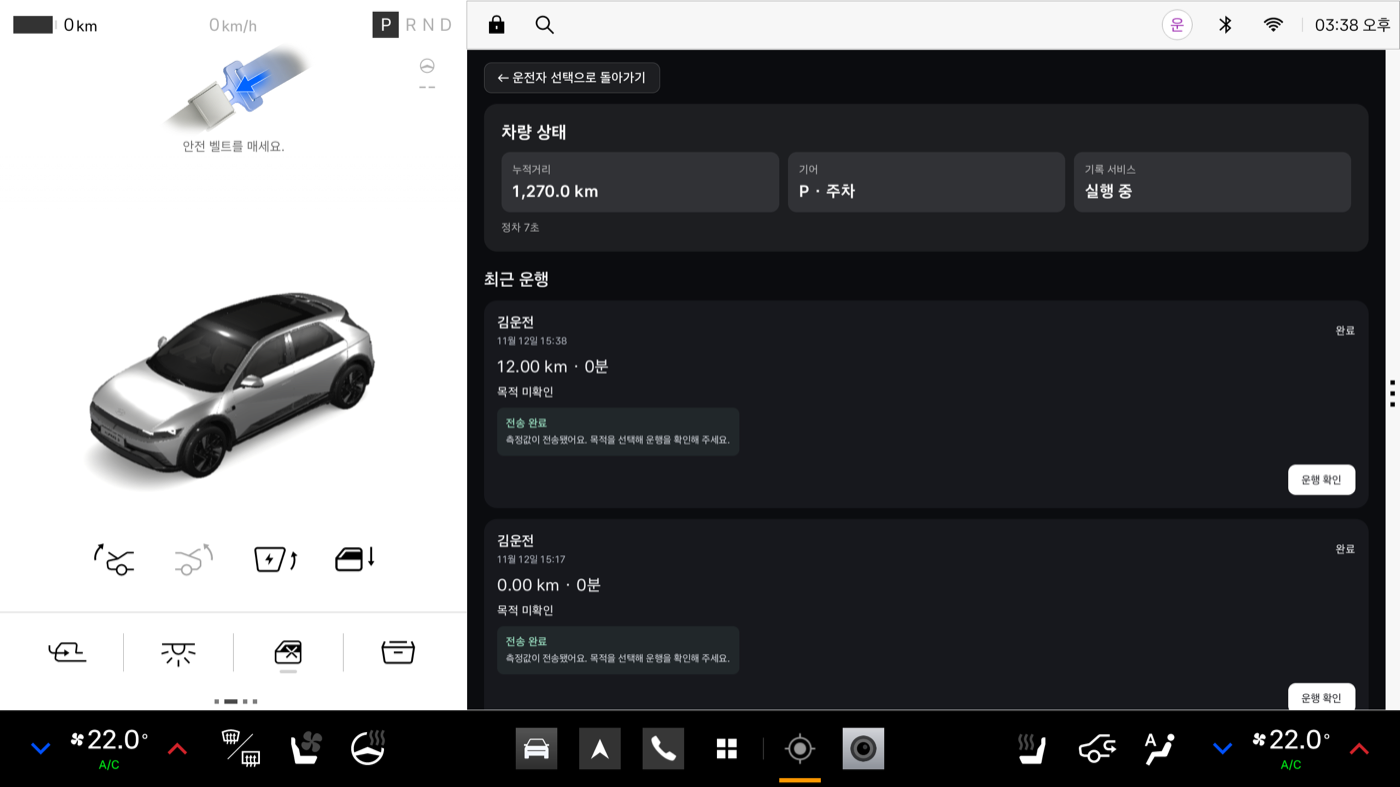 0 km
0 km/h
P R N D
안전 벨트를 매세요.
운
03:38 오후
← 운전자 선택으로 돌아가기
차량 상태
누적거리
1,270.0 km
기어
P · 주차
기록 서비스
실행 중
정차 7초
최근 운행
김운전
11월 12일 15:38
완료
12.00 km · 0분
목적 미확인
전송 완료
측정값이 전송됐어요. 목적을 선택해 운행을 확인해 주세요.
운행 확인
김운전
11월 12일 15:17
완료
0.00 km · 0분
목적 미확인
전송 완료
측정값이 전송됐어요. 목적을 선택해 운행을 확인해 주세요.
운행 확인
22.0°
A/C
A
22.0°
A/C